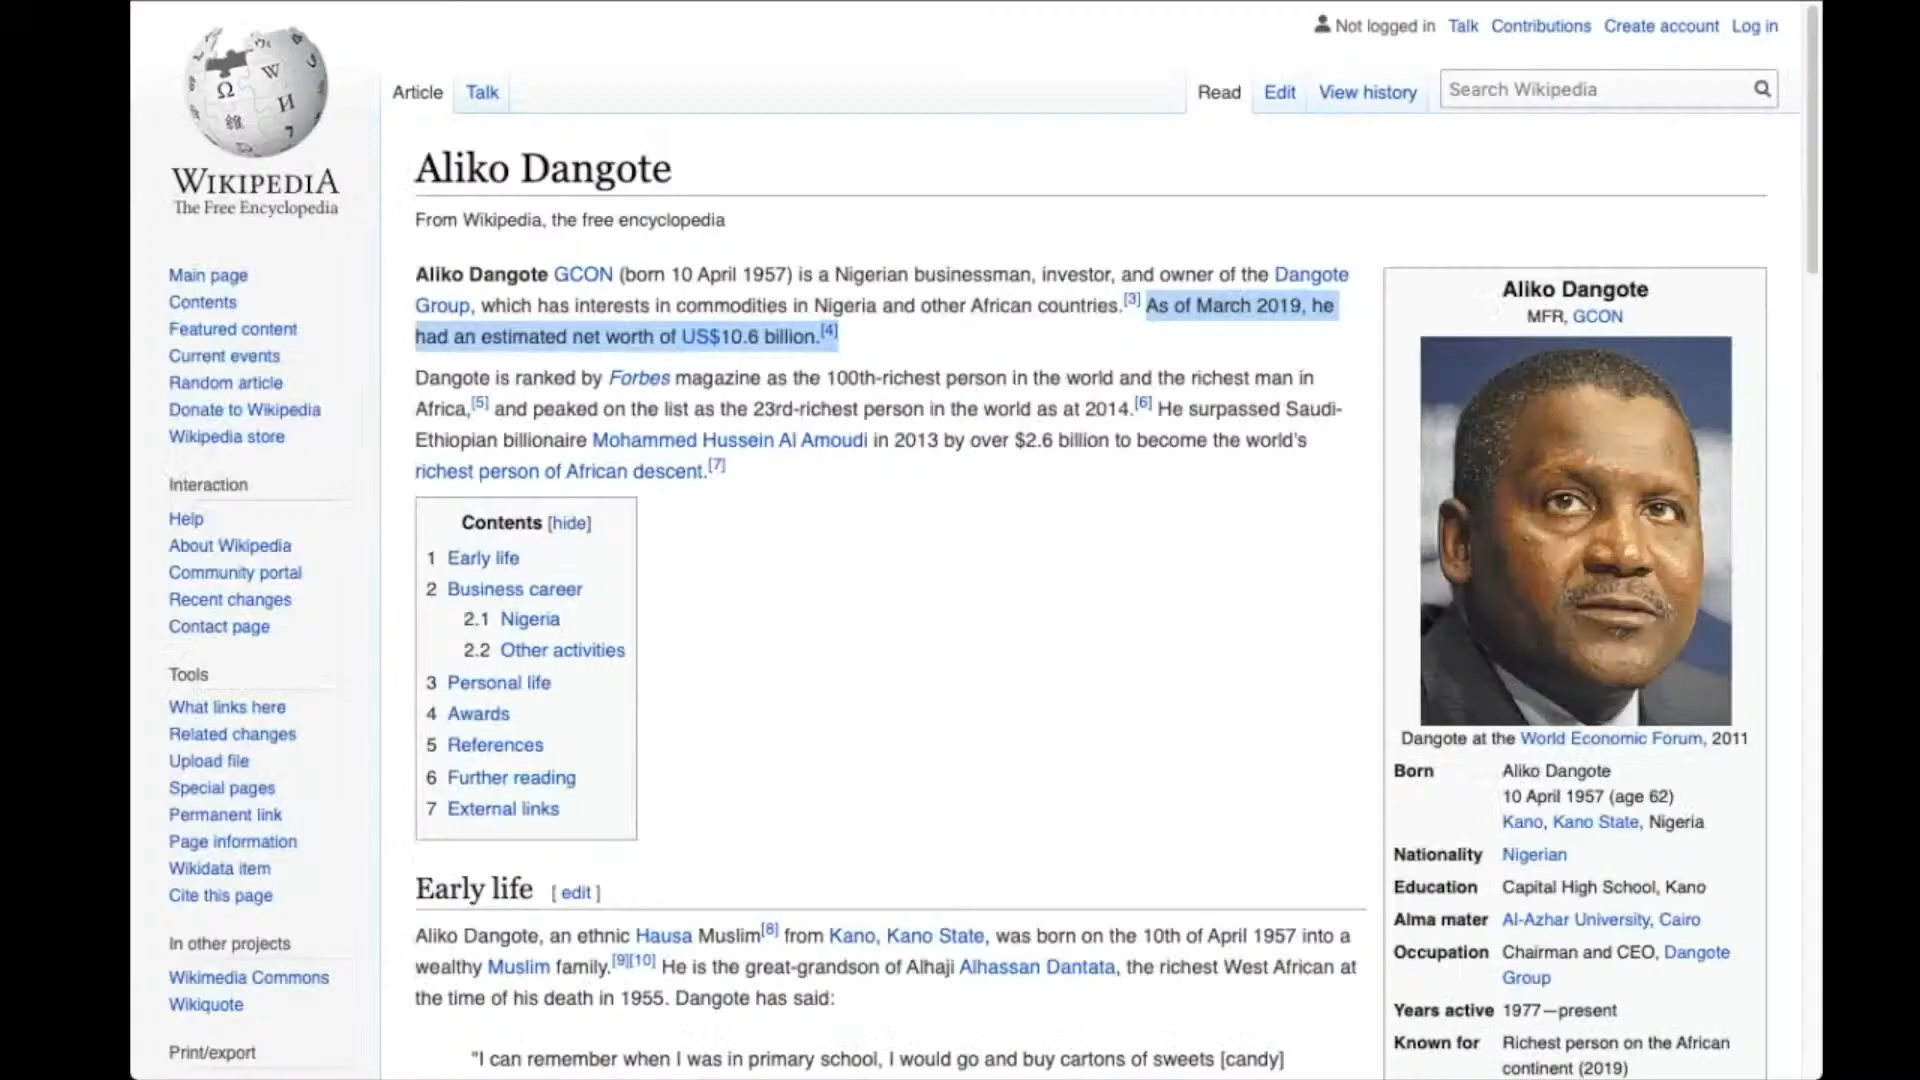 Not logged in Talk Contributions Create account Log in
Article Talk Read Edit View history Search Wikipedia
WIKIPEDIA
The Free Encyclopedia
Main page
Contents
Featured content
Current events
Random article
Donate to Wikipedia
Wikipedia store
Interaction
Help
About Wikipedia
Community portal
Recent changes
Contact page
Tools
What links here
Related changes
Upload file
Special pages
Permanent link
Page information
Wikidata item
Cite this page
In other projects
Wikimedia Commons
Wikiquote
Print/export
Aliko Dangote
From Wikipedia, the free encyclopedia
Aliko Dangote GCON (born 10 April 1957) is a Nigerian businessman, investor, and owner of the Dangote
Group, which has interests in commodities in Nigeria and other African countries.[3] As of March 2019, he
had an estimated net worth of US$10.6 billion.[4]
Dangote is ranked by Forbes magazine as the 100th-richest person in the world and the richest man in
Africa,[5] and peaked on the list as the 23rd-richest person in the world as at 2014.[6] He surpassed Saudi-
Ethiopian billionaire Mohammed Hussein Al Amoudi in 2013 by over $2.6 billion to become the world's
richest person of African descent.[7]
Contents [hide]
1 Early life
2 Business career
2.1 Nigeria
2.2 Other activities
3 Personal life
4 Awards
5 References
6 Further reading
7 External links
Early life [ edit ]
Aliko Dangote, an ethnic Hausa Muslim[8] from Kano, Kano State, was born on the 10th of April 1957 into a
wealthy Muslim family.[9][10] He is the great-grandson of Alhaji Alhassan Dantata, the richest West African at
the time of his death in 1955. Dangote has said:
"I can remember when I was in primary school, I would go and buy cartons of sweets [candy]
Aliko Dangote
MFR, GCON
Dangote at the World Economic Forum, 2011
Born Aliko Dangote
10 April 1957 (age 62)
Kano, Kano State, Nigeria
Nationality Nigerian
Education Capital High School, Kano
Alma mater Al-Azhar University, Cairo
Occupation Chairman and CEO, Dangote
Group
Years active 1977—present
Known for Richest person on the African
continent (2019)